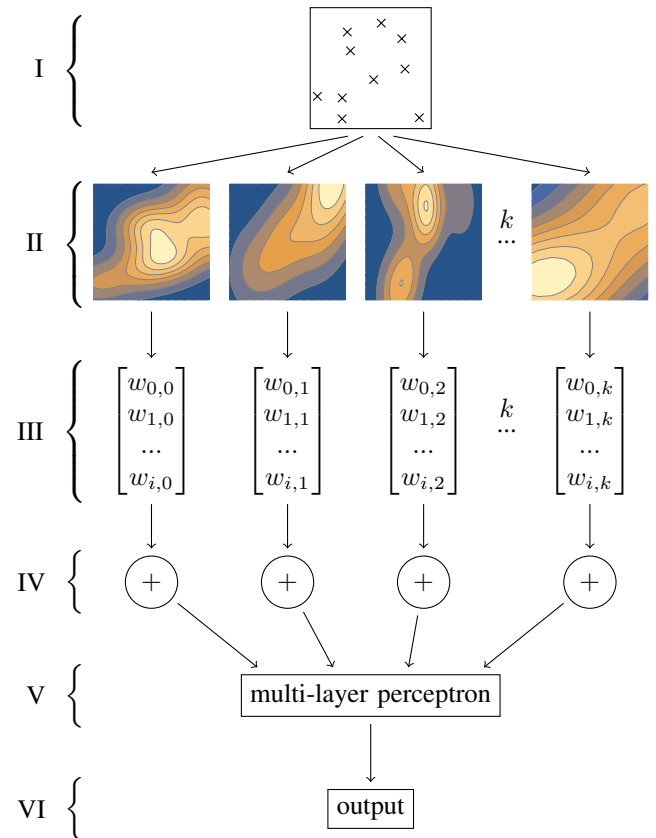 I
II
k
...
III
w0,0 w0,1 w0,2 w0,k
w1,0 w1,1 w1,2 k w1,k
... ... ... ... ...
wi,0 wi,1 wi,2 wi,k
IV
+ + + +
V
multi-layer perceptron
VI
output